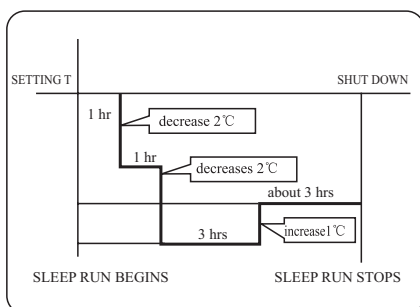 SETTING T
SHUT DOWN
1 hr
decrease 2℃
1 hr
decreases 2℃
about 3 hrs
3 hrs
increase1℃
SLEEP RUN BEGINS
SLEEP RUN STOPS